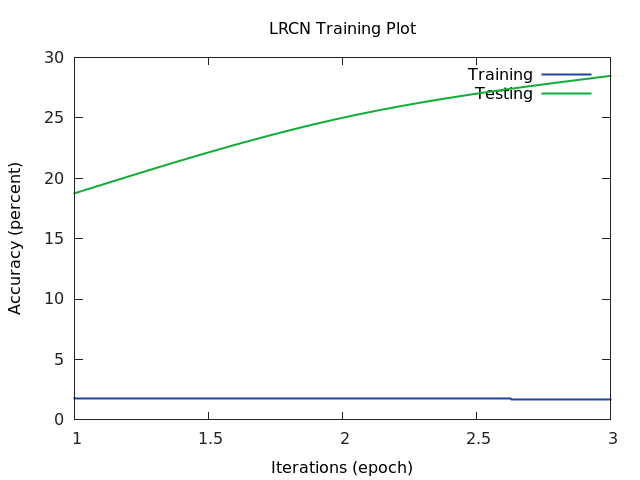 LRCN Training Plot
30
25
20
15
10
5
0
Accuracy (percent)
Training
Testing
1
1.5
2
2.5
3
Iterations (epoch)